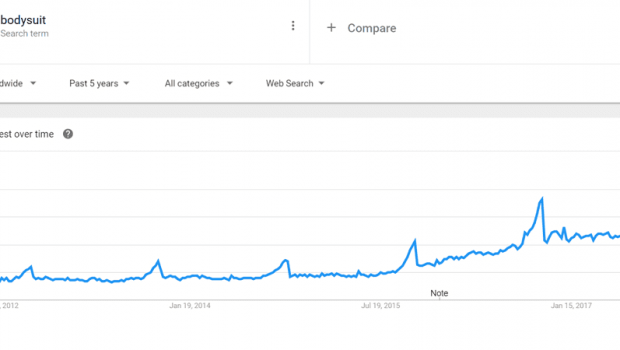 bodysuit
Search term
+ Compare
dwide
Past 5 years
All categories
Web Search
est over time ?
Note
, 2012
Jan 19, 2014
Jul 19, 2015
Jan 15, 2017